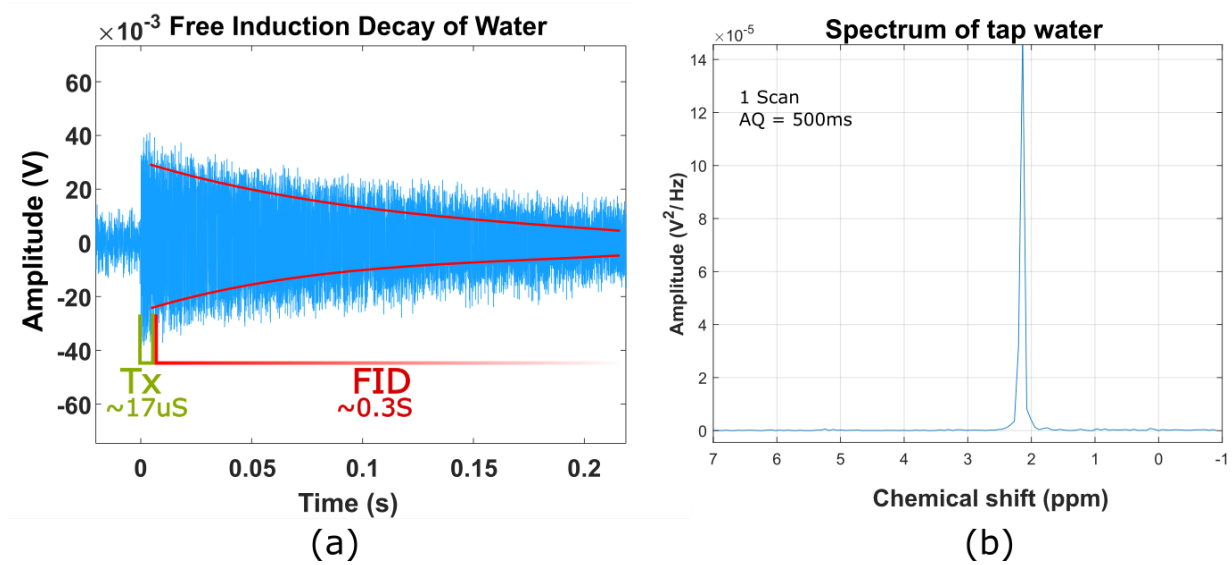 ×10⁻³ Free Induction Decay of Water
Amplitude (V)
60
40
20
0
-20
-40
-60
Tx
~17uS
FID
~0.3S
0
0.05
0.1
0.15
0.2
Time (s)
(a)
Spectrum of tap water
×10⁻⁵
1 Scan
AQ = 500ms
Amplitude (V²/Hz)
14
12
10
8
6
4
2
0
7 6 5 4 3 2 1 0 -1
Chemical shift (ppm)
(b)